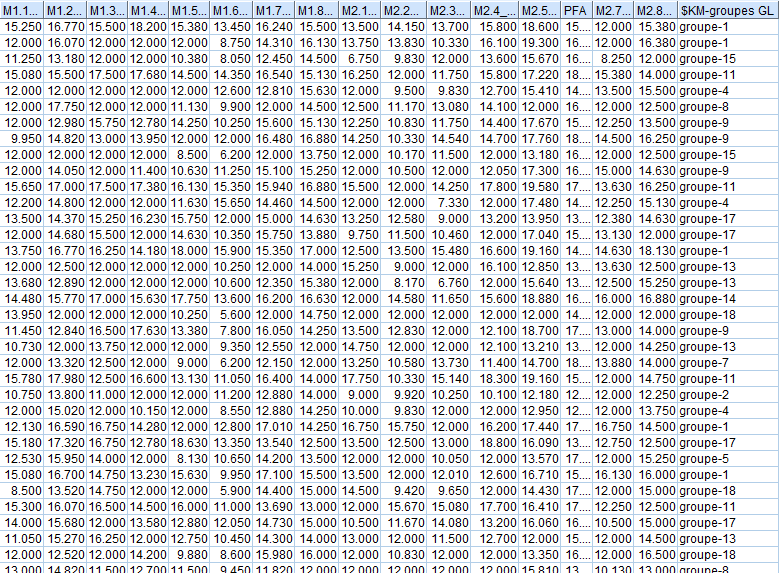 M1.1... M1.2... M1.3... M1.4... M1.5... M1.6... M1.7... M1.8... M2.1... M2.2... M2.3... M2.4_... M2.5... PFA M2.7... M2.8... $KM-groupes GL
15.250 16.770 15.500 18.200 15.380 13.450 16.240 15.500 13.500 14.150 13.700 15.800 18.600 15.... 12.000 15.380 groupe-1
12.000 16.070 12.000 12.000 12.000 8.750 14.310 16.130 13.750 13.830 10.330 16.100 19.300 16.... 12.000 16.380 groupe-1
11.250 13.180 12.000 12.000 10.380 8.050 12.450 14.500 6.750 9.830 12.000 13.600 15.670 16.... 8.250 12.000 groupe-15
15.080 15.500 17.500 17.680 14.500 14.350 16.540 15.130 16.250 12.000 11.750 15.800 17.220 18.... 15.380 14.000 groupe-11
12.000 12.000 12.000 12.000 12.000 12.600 12.810 15.630 12.000 9.500 9.830 12.700 15.410 14.... 13.500 15.500 groupe-4
12.000 17.750 12.000 12.000 11.130 9.900 12.000 14.500 12.500 11.170 13.080 14.100 12.000 16.... 12.000 12.500 groupe-8
12.000 12.980 15.750 12.780 14.250 10.250 15.600 15.130 12.250 10.830 11.750 14.400 17.670 15.... 12.250 13.500 groupe-9
9.950 14.820 13.000 13.950 12.000 12.000 16.480 16.880 14.250 10.330 14.540 14.700 17.760 18.... 14.500 16.250 groupe-9
12.000 12.000 12.000 12.000 8.500 6.200 12.000 13.750 12.000 10.170 11.500 12.000 13.180 16.... 12.000 12.500 groupe-15
12.000 14.050 12.000 11.400 10.630 11.250 15.100 15.250 12.000 10.500 12.000 12.050 17.300 16.... 15.000 14.630 groupe-9
15.650 17.000 17.500 17.380 16.130 15.350 15.940 16.880 15.500 12.000 14.250 17.800 19.580 17.... 13.630 16.250 groupe-11
12.200 14.800 12.000 12.000 11.630 15.650 14.460 14.500 12.000 12.000 7.330 12.000 17.480 14.... 12.250 15.130 groupe-4
13.500 14.370 15.250 16.230 15.750 12.000 15.000 14.630 13.250 12.580 9.000 13.200 13.950 13.... 12.380 14.630 groupe-17
12.000 14.680 15.500 12.000 14.630 10.350 15.750 13.880 9.750 11.500 10.460 12.000 17.040 15.... 13.130 12.000 groupe-17
13.750 16.770 16.250 14.180 18.000 15.900 15.350 17.000 12.500 13.500 15.480 16.600 19.160 14.... 14.630 18.130 groupe-1
12.000 12.500 12.000 12.000 12.000 10.250 12.000 14.000 15.250 9.000 12.000 16.100 12.850 13.... 13.630 12.500 groupe-13
13.680 12.890 12.000 12.000 12.000 10.600 12.350 15.380 12.000 8.170 6.760 12.000 15.640 13.... 12.500 15.250 groupe-13
14.480 15.770 17.000 15.630 17.750 13.600 16.200 16.630 12.000 14.580 11.650 15.600 18.880 16.... 16.000 16.880 groupe-14
13.950 12.000 12.000 12.000 10.250 5.600 12.000 14.750 12.000 12.000 12.000 12.000 12.000 14.... 12.000 12.000 groupe-18
11.450 12.840 16.500 17.630 13.380 7.800 16.050 14.250 13.500 12.830 12.000 12.100 18.700 17.... 13.000 14.000 groupe-9
10.730 12.000 13.750 12.000 12.000 9.350 12.550 12.000 14.750 12.000 12.000 12.100 13.210 13.... 12.000 14.250 groupe-13
12.000 13.320 12.500 12.000 9.000 6.200 12.150 12.000 13.250 10.580 13.730 11.400 14.700 18.... 13.880 14.000 groupe-7
15.780 17.980 12.500 16.600 13.130 11.050 16.400 14.000 17.750 10.330 15.140 18.300 19.160 15.... 12.000 14.750 groupe-11
10.750 13.800 11.000 12.000 12.000 11.200 12.880 14.000 9.000 9.920 10.250 10.100 12.180 12.... 12.000 12.250 groupe-2
12.000 15.020 12.000 10.150 12.000 8.550 12.880 14.250 10.000 9.830 12.000 12.000 12.950 12.... 12.000 13.750 groupe-4
12.130 16.590 16.750 14.280 12.000 12.800 17.010 14.250 16.750 15.750 12.000 16.200 17.440 17.... 16.750 14.500 groupe-1
15.180 17.320 16.750 12.780 18.630 13.350 13.540 12.500 13.500 12.500 13.000 18.800 16.090 13.... 12.750 12.500 groupe-17
12.530 15.950 14.000 12.000 8.130 10.650 14.200 13.500 12.000 12.000 10.050 12.000 13.570 17.... 12.000 15.250 groupe-5
15.080 16.700 14.750 13.230 15.630 9.950 17.100 15.500 13.500 12.000 12.010 12.600 16.710 15.... 16.130 16.000 groupe-1
8.500 13.520 14.750 12.000 12.000 5.900 14.400 15.000 14.500 9.420 9.650 12.000 14.430 17.... 12.000 15.000 groupe-18
15.300 16.070 16.500 14.500 16.000 11.000 13.690 13.000 12.000 15.670 15.080 17.700 16.410 17.... 12.250 12.500 groupe-11
14.000 15.680 12.000 13.580 12.880 12.050 14.730 15.000 10.500 11.670 14.080 13.200 16.060 17.... 10.500 15.000 groupe-17
11.050 15.270 16.250 12.000 12.750 10.450 14.300 14.000 13.000 12.000 11.500 12.700 12.000 15.... 12.000 12.000 groupe-13
12.000 12.520 12.000 14.200 9.880 8.600 15.980 16.000 12.000 10.830 12.000 12.000 13.350 16.... 12.000 16.500 groupe-18
13.000 14.820 11.500 12.700 11.500 9.450 11.820 12.000 12.000 12.000 12.000 12.000 15.810 13.... 10.130 13.000 groupe-8